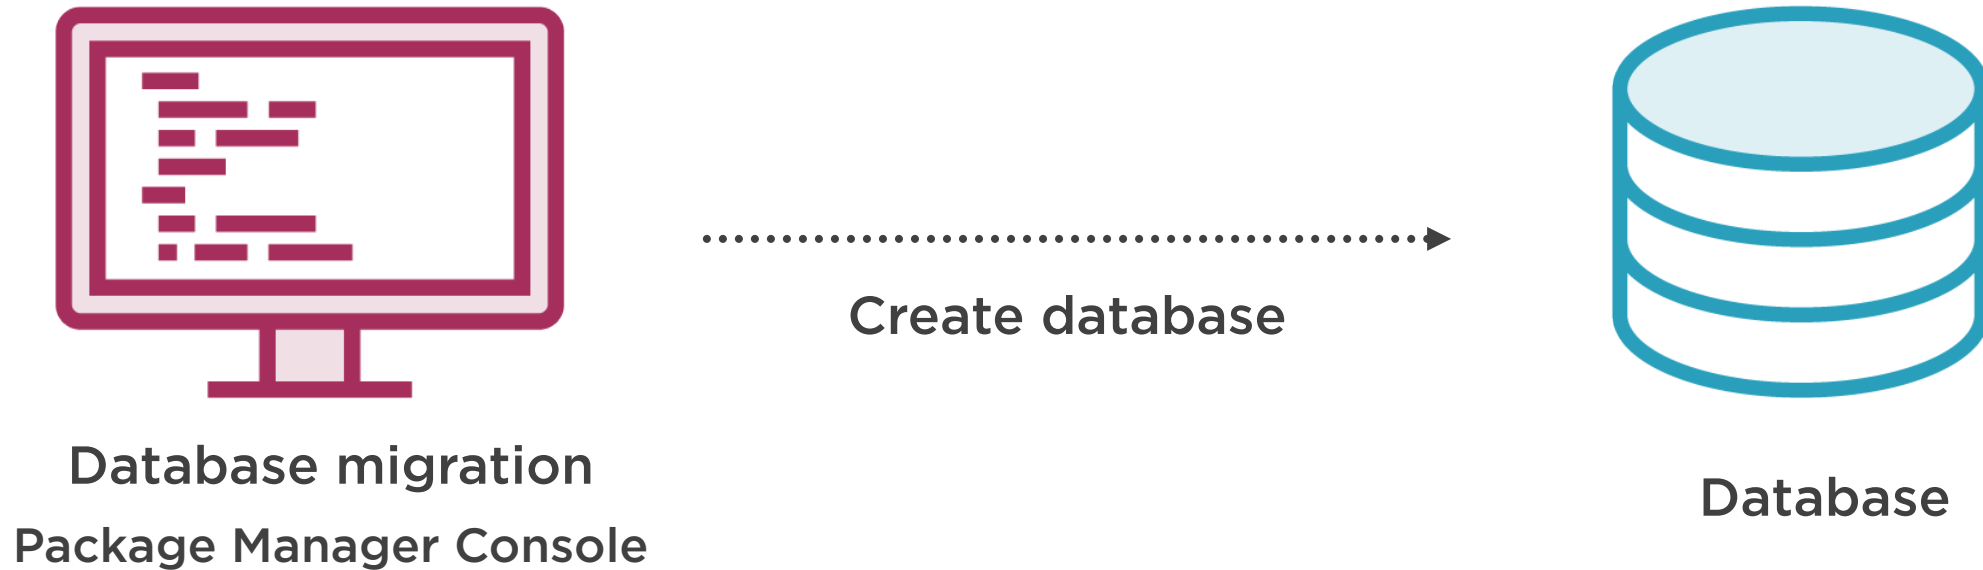 Create database
Database migration
Package Manager Console
Database